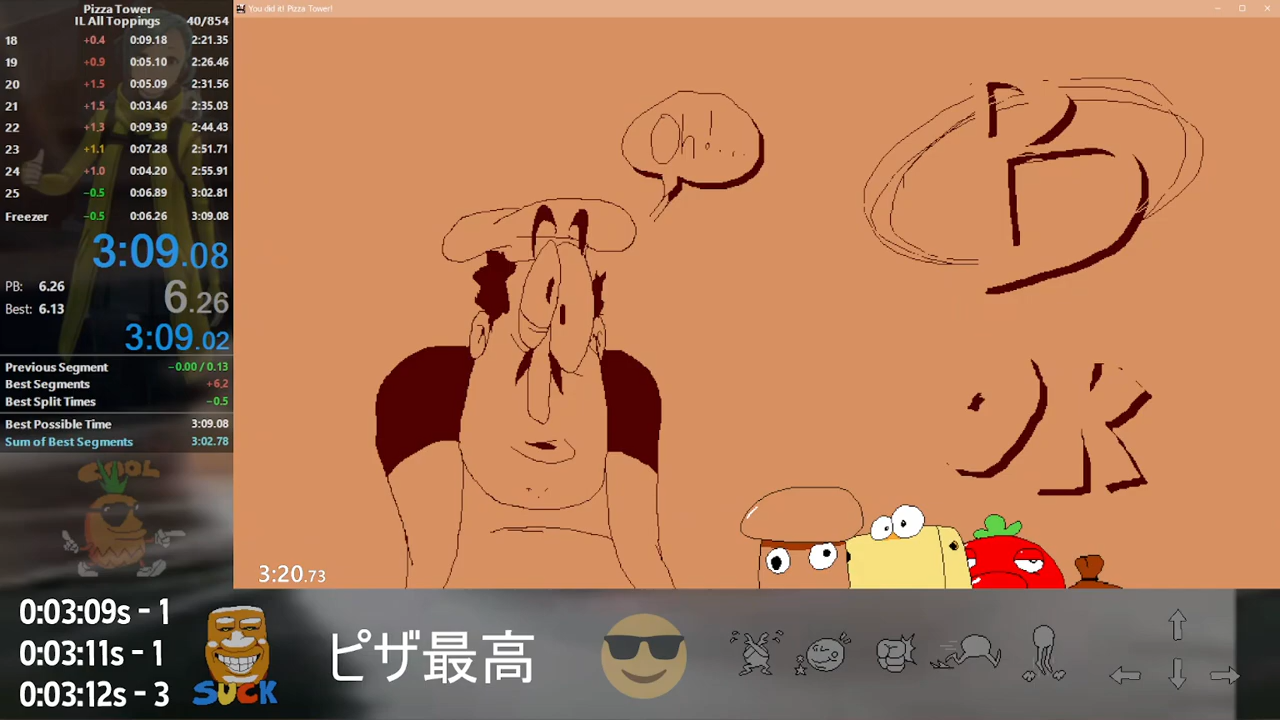 Pizza Tower
IL All Toppings 40/854
18 +0.4 0:09.18 2:21.35
19 +0.9 0:05.10 2:26.46
20 +1.5 0:05.09 2:31.56
21 +1.5 0:03.46 2:35.03
22 +1.3 0:09.39 2:44.43
23 +1.1 0:07.28 2:51.71
24 +1.0 0:04.20 2:55.91
25 −0.5 0:06.89 3:02.81
Freezer −0.5 0:06.26 3:09.08
3:09.08
PB: 6.26
Best: 6.13
6.26
3:09.02
Previous Segment −0.00 / 0.13
Best Segments +6.2
Best Split Times −0.5
Best Possible Time 3:09.08
Sum of Best Segments 3:02.78
COOL
You did it! Pizza Tower!
Oh!...
D
OK
3:20.73
0:03:09s - 1
0:03:11s - 1
0:03:12s - 3
SUCK
ピザ最高